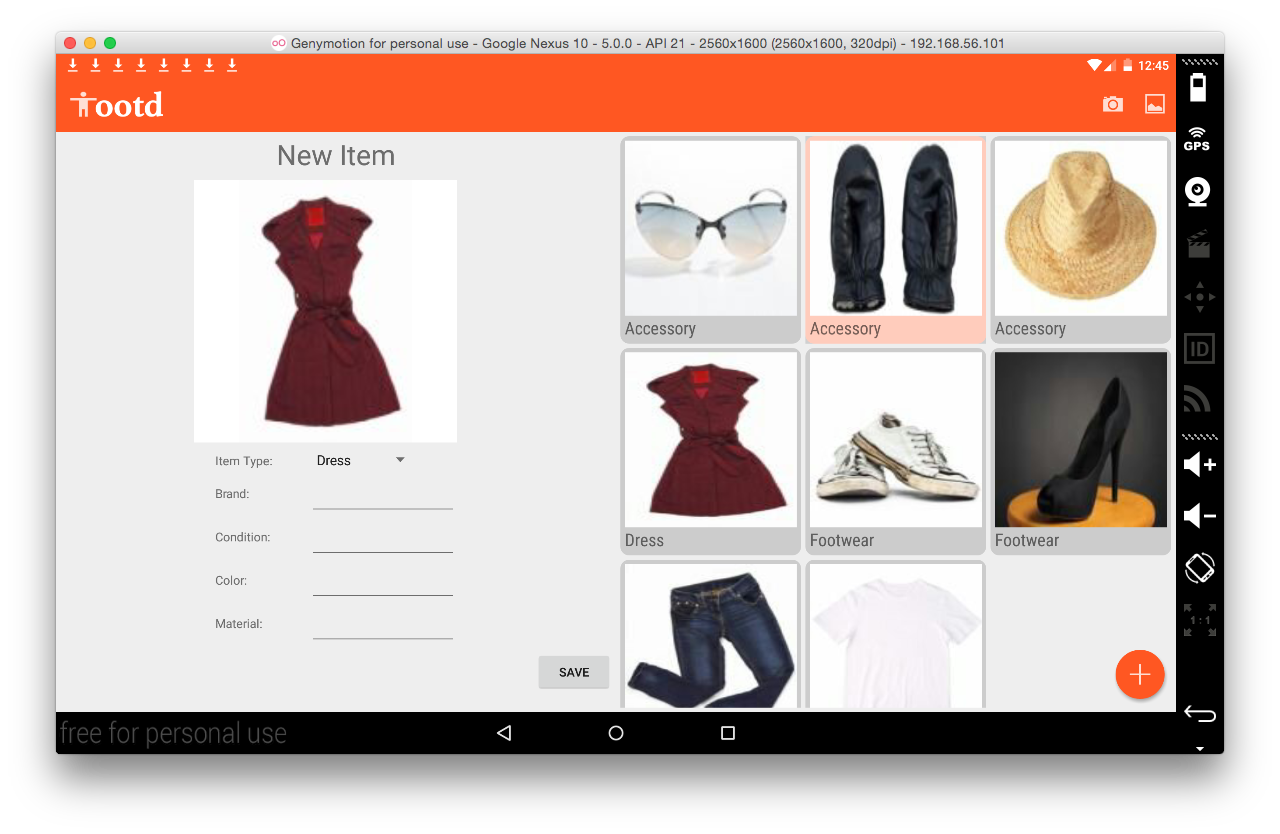 Genymotion for personal use - Google Nexus 10 - 5.0.0 - API 21 - 2560x1600 (2560x1600, 320dpi) - 192.168.56.101
12:45
ootd
GPS
New Item
Accessory
Accessory
Accessory
ID
Item Type:
Dress
Brand:
Condition:
Color:
Material:
Dress
Footwear
Footwear
SAVE
1:1
free for personal use